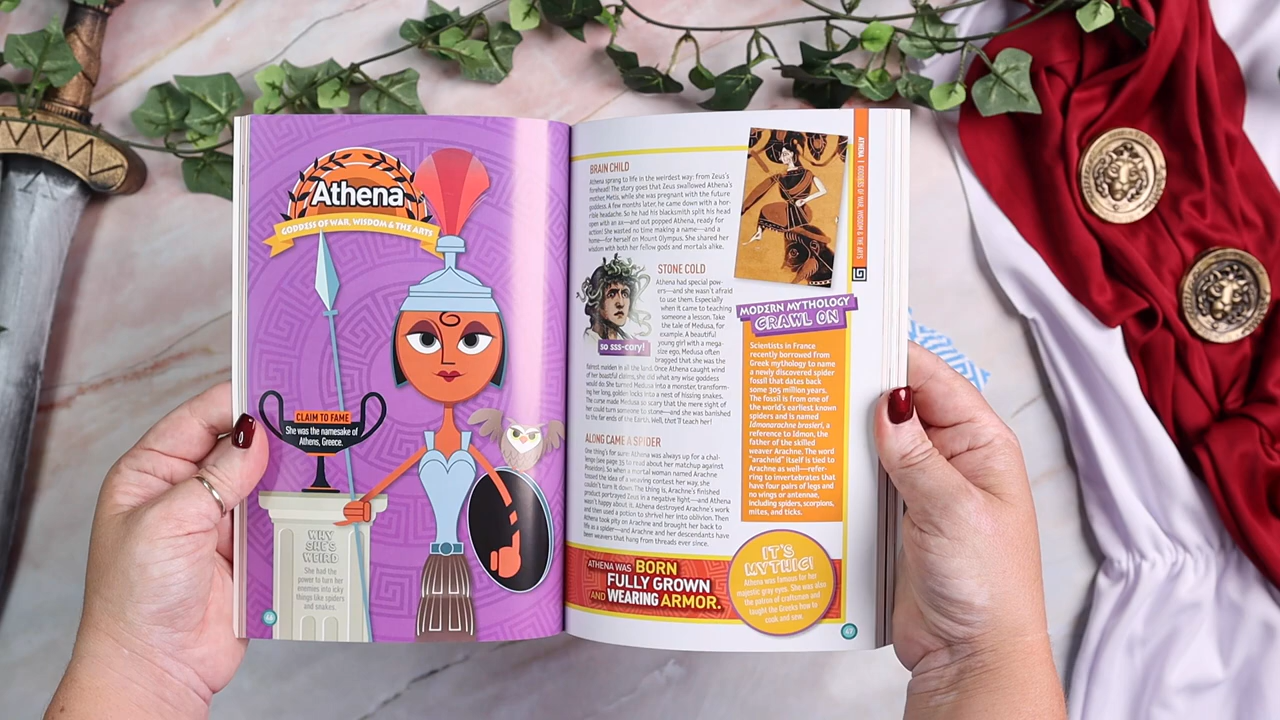 Athena
GODDESS OF WAR, WISDOM & THE ARTS
CLAIM TO FAME
She was the namesake of
Athens, Greece.
WHY
SHE'S
WEIRD
She had the
power to turn her
enemies into icky
things like spiders
and snakes.
46
BRAIN CHILD
Athena sprang to life in the weirdest way: from Zeus's
forehead! The story goes that Zeus swallowed Athena's
mother, Metis, while she was pregnant with the future
goddess. A few months later, he came down with a hor-
rible headache. So he had his blacksmith split his head
open with an ax—and out popped Athena, ready for
action! She wasted no time making a name—and a
home—for herself on Mount Olympus. She shared her
wisdom with both her fellow gods and mortals alike.
STONE COLD
Athena had special pow-
ers—and she wasn't afraid
to use them. Especially
when it came to teaching
someone a lesson. Take
the tale of Medusa, for
example. A beautiful
young girl with a mega-
size ego, Medusa often
bragged that she was the
fairest maiden in all the land. Once Athena caught wind
of her boastful claims, she did what any wise goddess
would do: She turned Medusa into a monster, transform-
ing her long, golden locks into a nest of hissing snakes.
The curse made Medusa so scary that the mere sight of
her could turn someone to stone—and she was banished
to the far ends of the Earth. Well, that'll teach her!
so sss-cary!
ALONG CAME A SPIDER
One thing's for sure: Athena was always up for a chal-
lenge (see page 35 to read about her matchup against
Poseidon). So when a mortal woman named Arachne
tossed the idea of a weaving contest her way, she
couldn't turn it down. The thing is, Arachne's finished
product portrayed Zeus in a negative light—and Athena
wasn't happy about it. Athena destroyed Arachne's work
and then used a potion to shrivel her into oblivion. Then
Athena took pity on Arachne and brought her back to
life as a spider—and Arachne and her descendants have
been weavers that hang from threads ever since.
ATHENA WAS BORN
FULLY GROWN
AND WEARING ARMOR.
MODERN MYTHOLOGY
CRAWL ON
Scientists in France
recently borrowed from
Greek mythology to name
a newly discovered spider
fossil that dates back
some 305 million years.
The fossil is from one of
the world's earliest known
spiders and is named
Idmonarachne brasieri, a
reference to Idmon, the
father of the skilled
weaver Arachne. The word
"arachnid" itself is tied to
Arachne as well—refer-
ring to invertebrates that
have four pairs of legs and
no wings or antennae,
including spiders, scorpions,
mites, and ticks.
IT'S
MYTHIC!
Athena was famous for her
majestic gray eyes. She was also
the patron of craftsmen and
taught the Greeks how to
cook and sew.
ATHENA | GODDESS OF WAR, WISDOM & THE ARTS
47